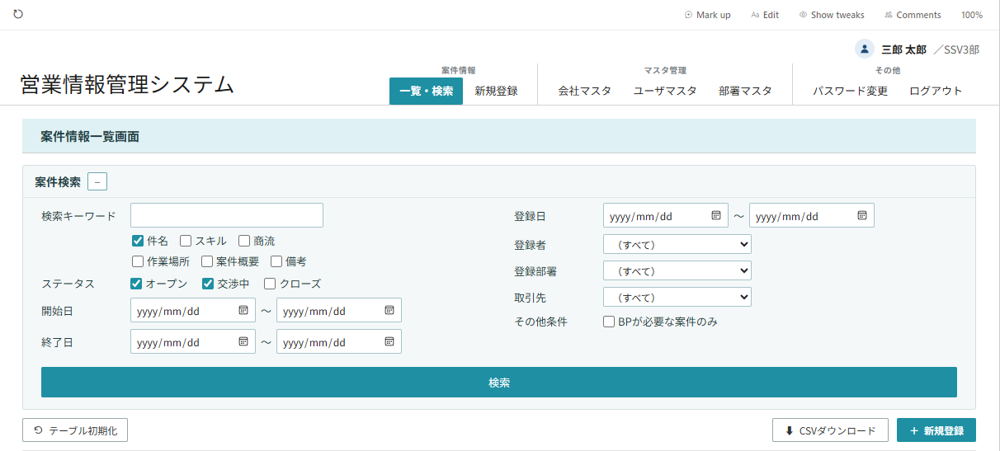 Mark up Aa Edit Show tweaks Comments 100%
三郎 太郎 ／SSV3部
営業情報管理システム
案件情報 マスタ管理 その他
一覧・検索 新規登録 会社マスタ ユーザマスタ 部署マスタ パスワード変更 ログアウト
案件情報一覧画面
案件検索 −
検索キーワード
件名 スキル 商流
作業場所 案件概要 備考
ステータス オープン 交渉中 クローズ
開始日 yyyy/mm/dd ～ yyyy/mm/dd
終了日 yyyy/mm/dd ～ yyyy/mm/dd
登録日 yyyy/mm/dd ～ yyyy/mm/dd
登録者 （すべて）
登録部署 （すべて）
取引先 （すべて）
その他条件 BPが必要な案件のみ
検索
テーブル初期化 CSVダウンロード ＋ 新規登録